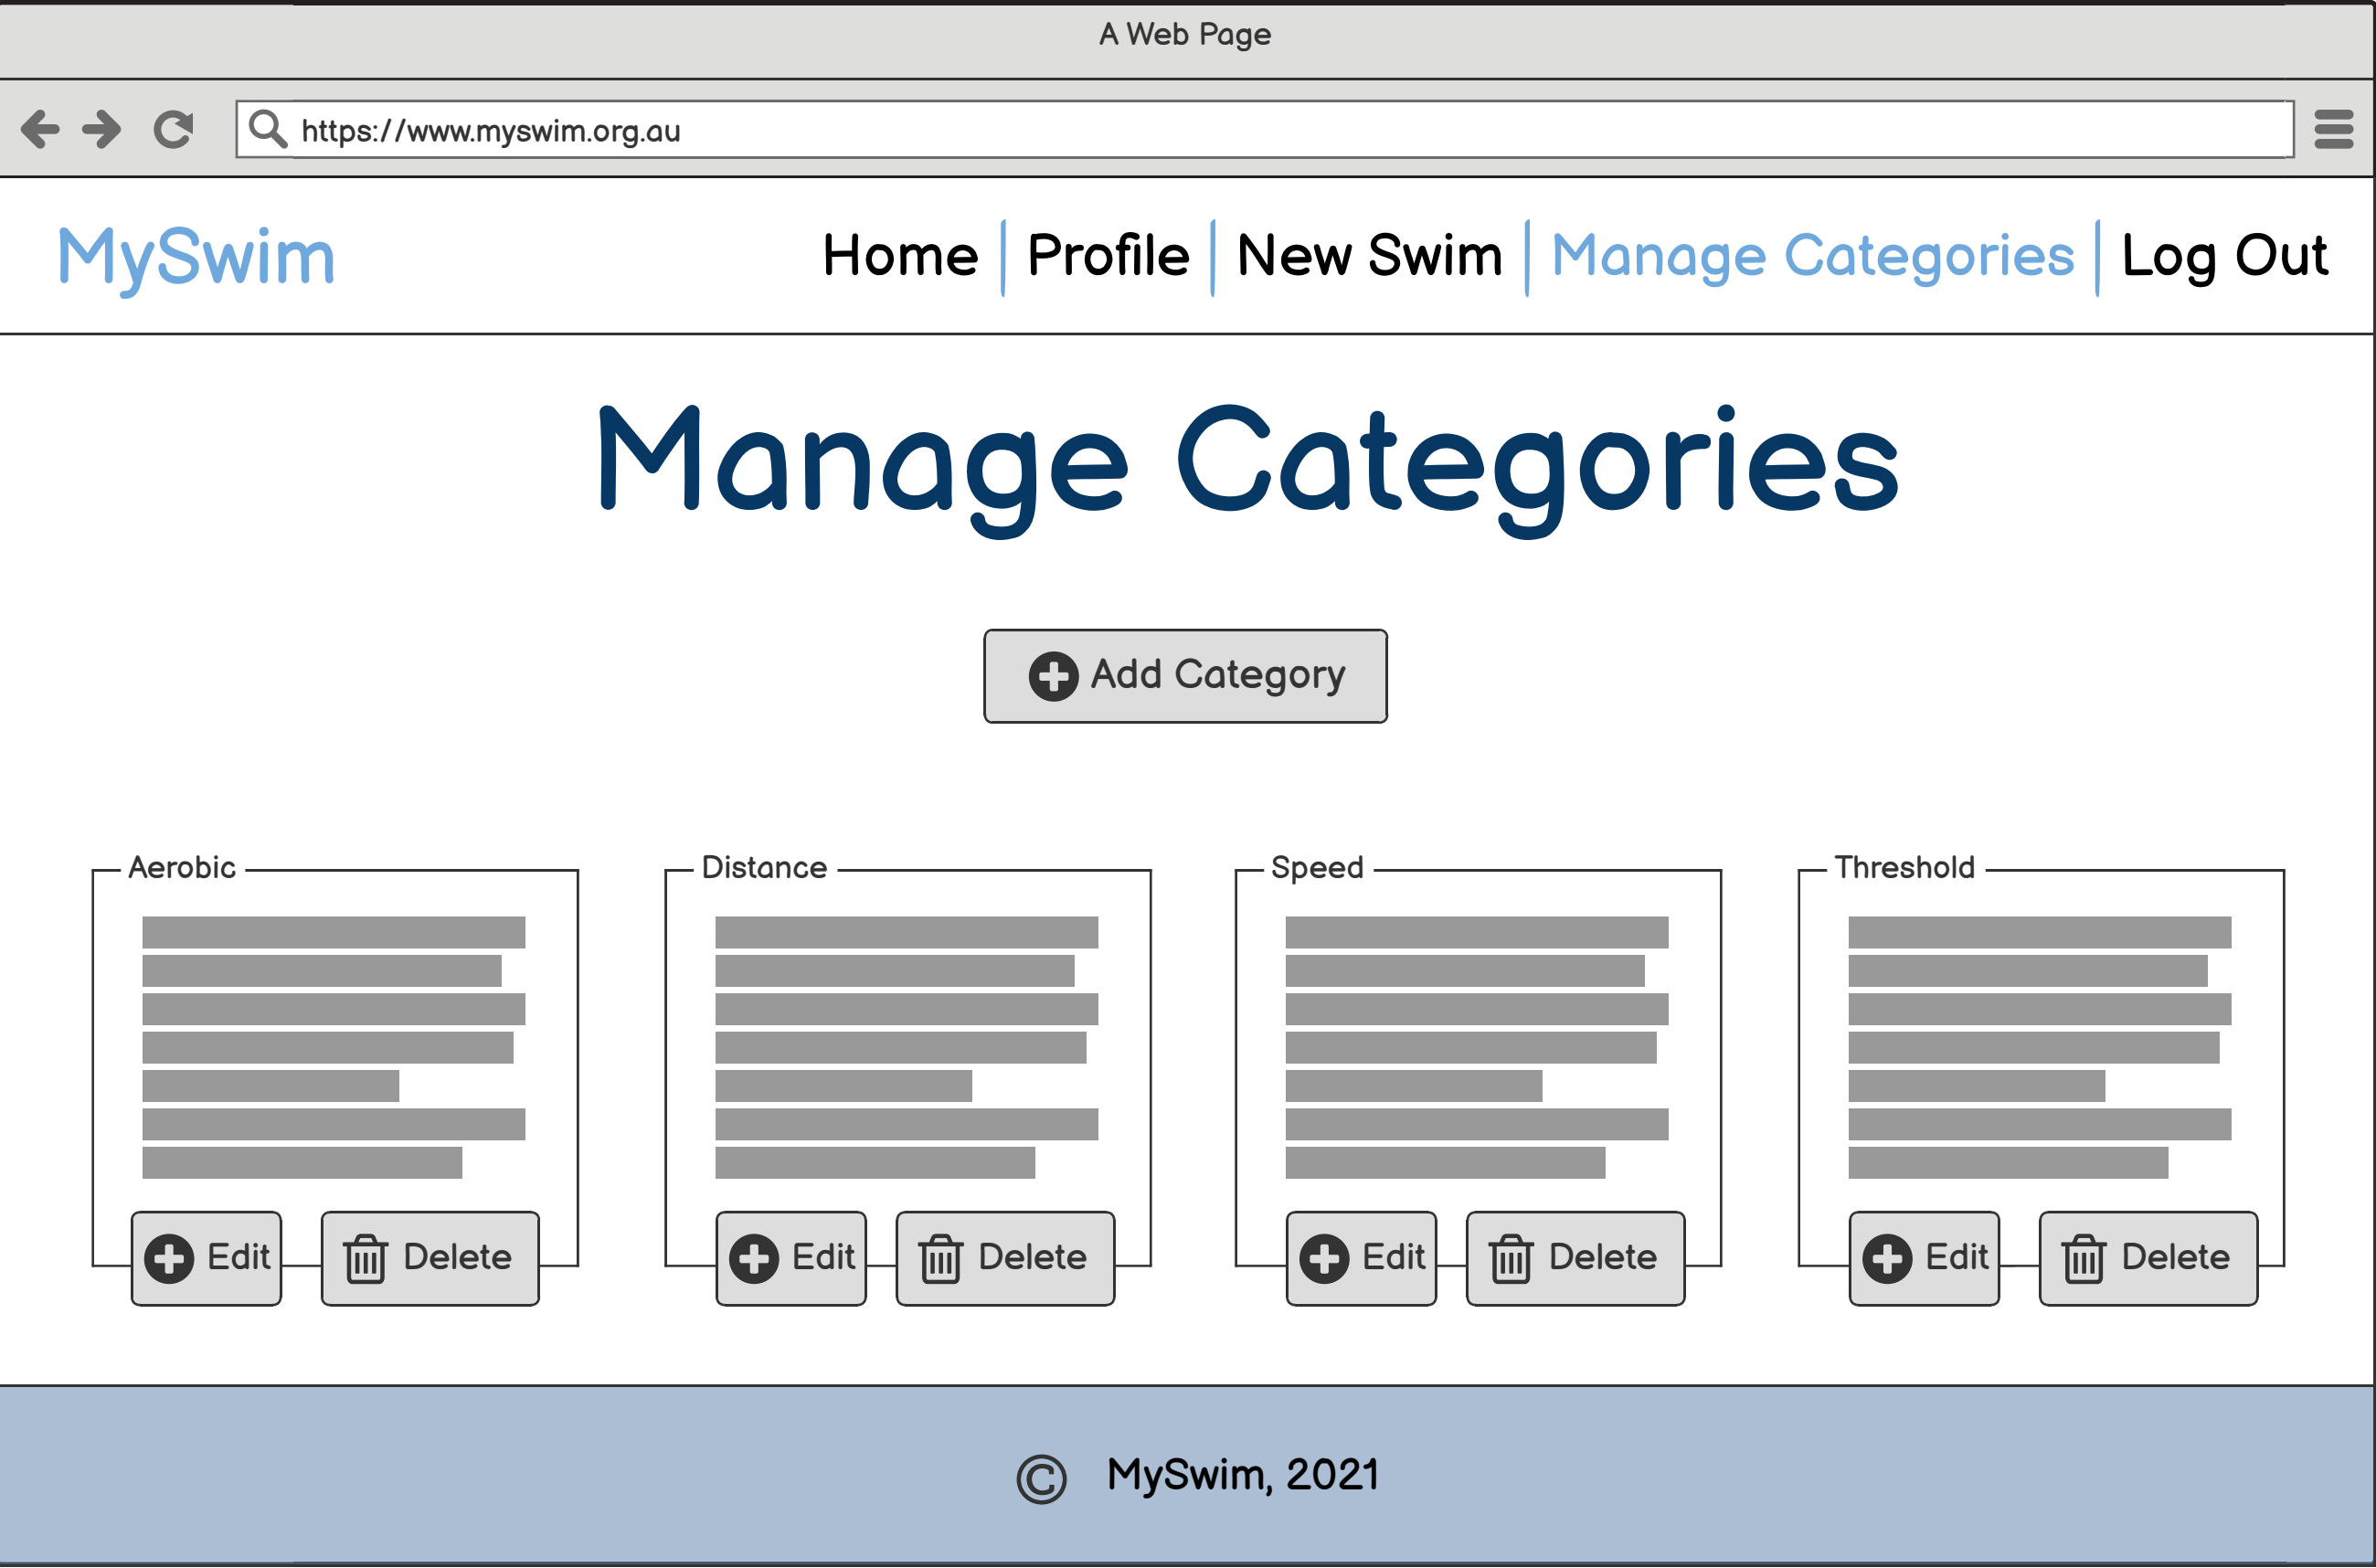 A Web Page
https://www.myswim.org.au
MySwim Home Profile New Swim Manage Categories Log Out
Manage Categories
Add Category
Aerobic Distance Speed Threshold
Edit Delete Edit Delete Edit Delete Edit Delete
© MySwim, 2021